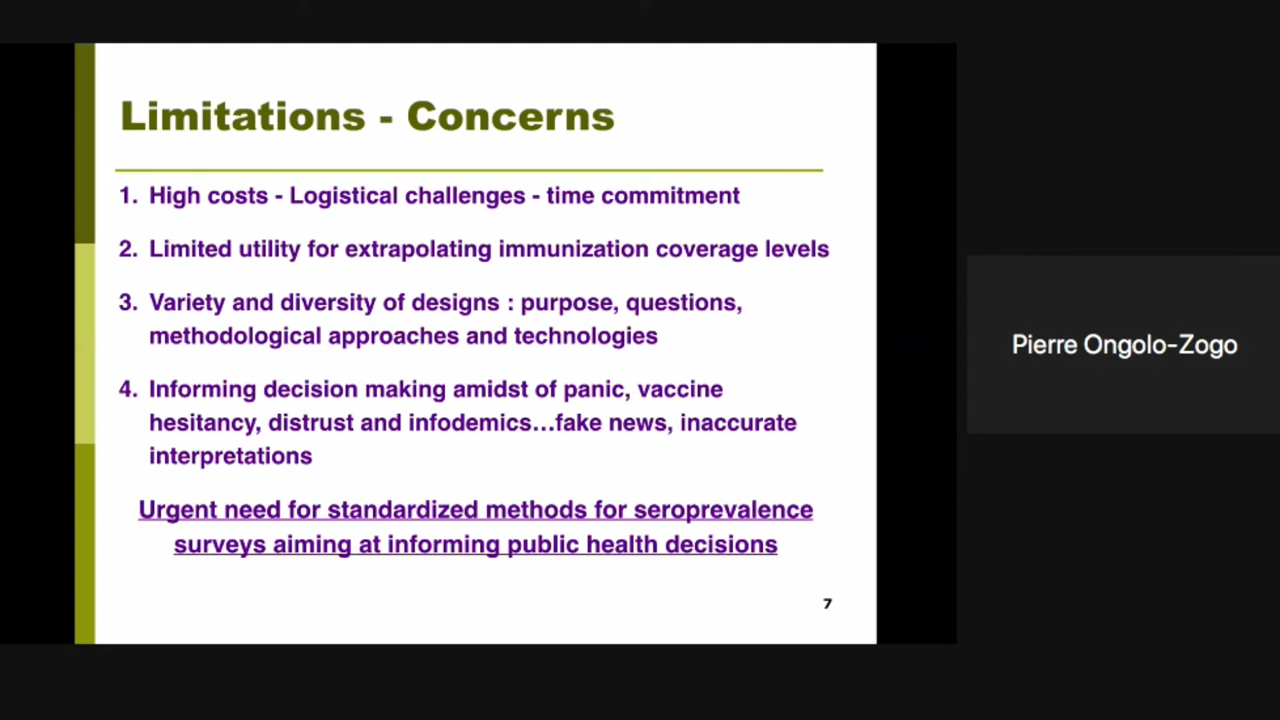 Limitations - Concerns
1. High costs - Logistical challenges - time commitment
2. Limited utility for extrapolating immunization coverage levels
3. Variety and diversity of designs : purpose, questions,
methodological approaches and technologies
4. Informing decision making amidst of panic, vaccine
hesitancy, distrust and infodemics...fake news, inaccurate
interpretations
Urgent need for standardized methods for seroprevalence
surveys aiming at informing public health decisions
7
Pierre Ongolo-Zogo